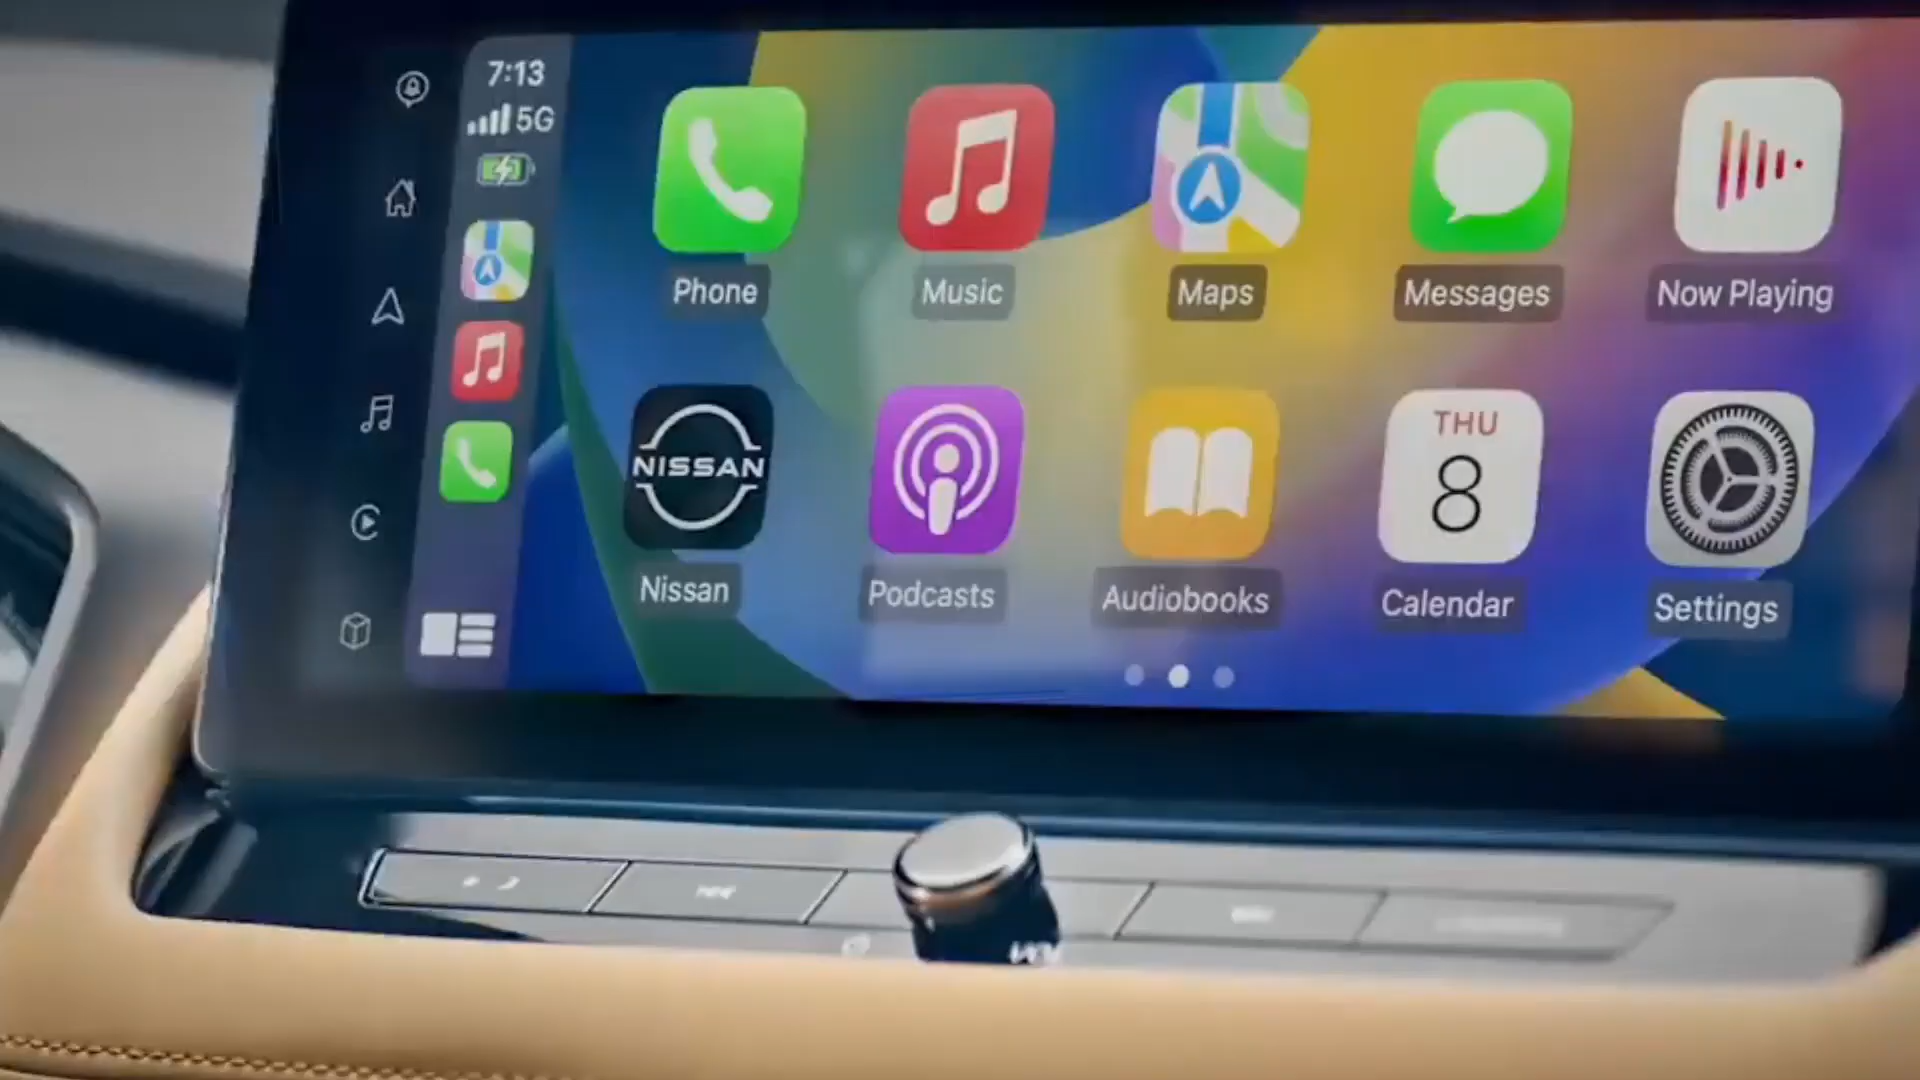 7:13
5G
Phone
Music
Maps
Messages
Now Playing
NISSAN
THU
8
Nissan
Podcasts
Audiobooks
Calendar
Settings